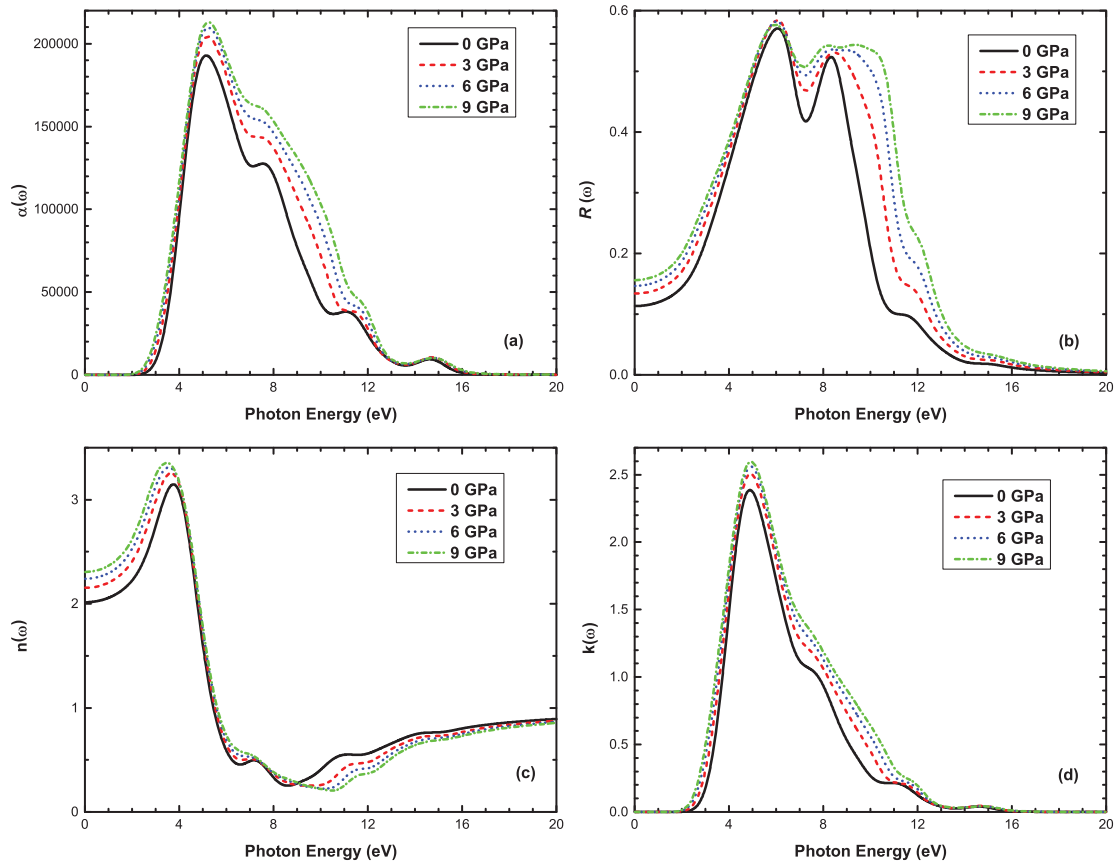 200000
150000
100000
50000
0
α(ω)
0 GPa
3 GPa
6 GPa
9 GPa
(a)
0 4 8 12 16 20
Photon Energy (eV)
0.6
0.4
0.2
0.0
R (ω)
0 GPa
3 GPa
6 GPa
9 GPa
(b)
0 4 8 12 16 20
Photon Energy (eV)
3
2
1
0
n(ω)
0 GPa
3 GPa
6 GPa
9 GPa
(c)
0 4 8 12 16 20
Photon Energy (eV)
2.5
2.0
1.5
1.0
0.5
0.0
k(ω)
0 GPa
3 GPa
6 GPa
9 GPa
(d)
0 4 8 12 16 20
Photon Energy (eV)